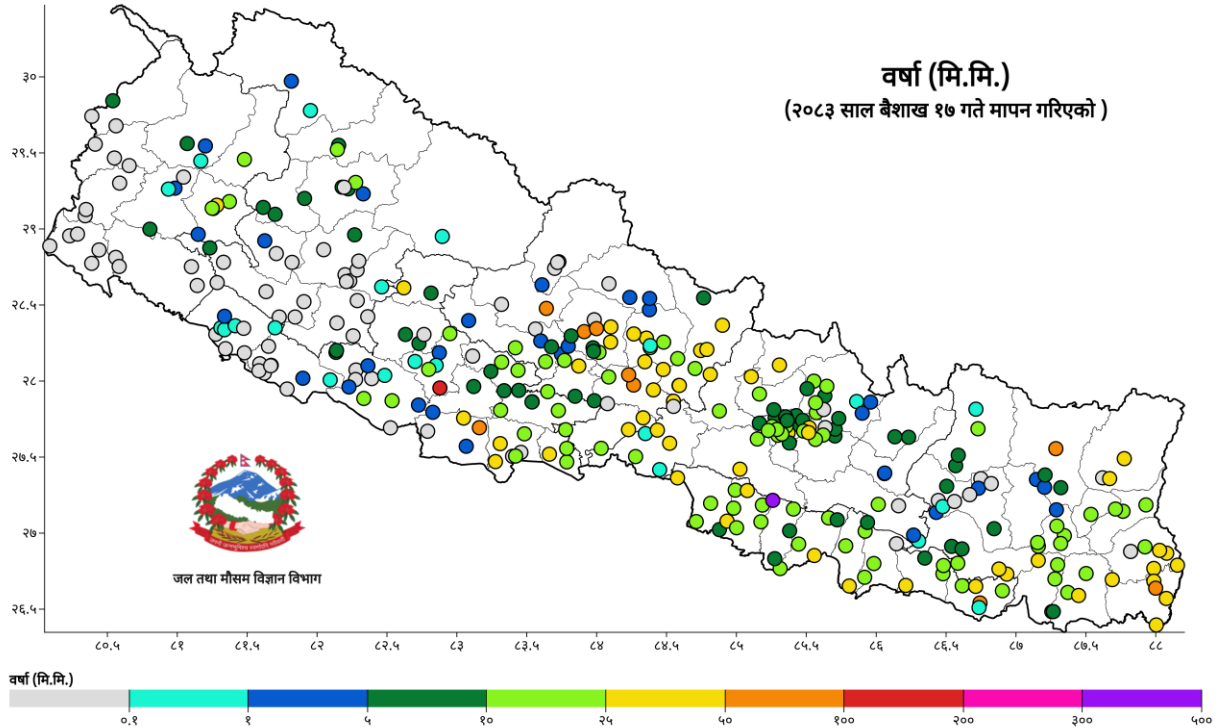 वर्षा (मि.मि.)
(२०८३ साल बैशाख १७ गते मापन गरिएको )
३०
२९.५
२९
२८.५
२८
२७.५
२७
२६.५
जल तथा मौसम विज्ञान विभाग
८०.५ ८१ ८१.५ ८२ ८२.५ ८३ ८३.५ ८४ ८४.५ ८५ ८५.५ ८६ ८६.५ ८७ ८७.५ ८८
वर्षा (मि.मि.)
०.१ १ ५ १० २५ ५० १०० २०० ३०० ५००